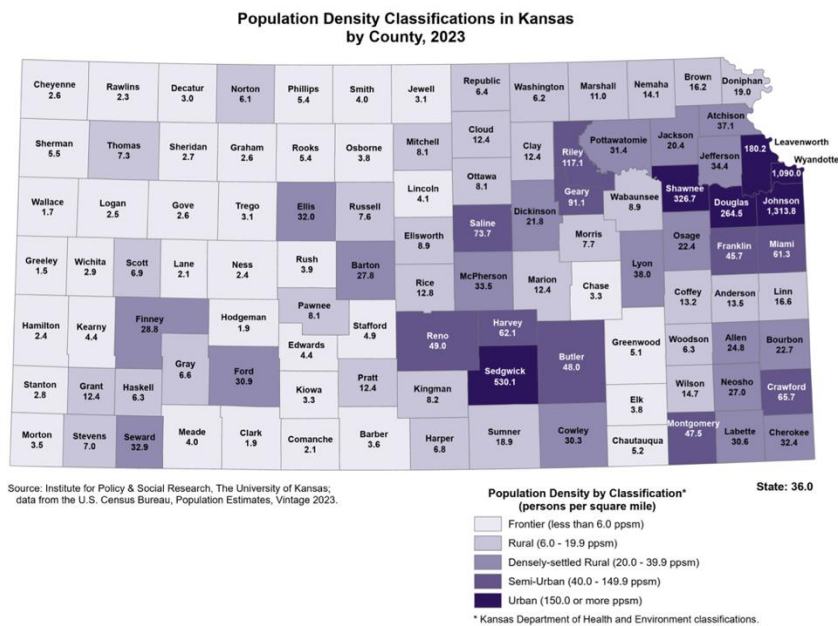 Population Density Classifications in Kansas
by County, 2023
Cheyenne
2.6
Rawlins
2.3
Decatur
3.0
Norton
6.1
Phillips
5.4
Smith
4.0
Jewell
3.1
Republic
6.4
Washington
6.2
Marshall
11.0
Nemaha
14.1
Brown
16.2
Doniphan
19.0
Atchison
37.1
Sherman
5.5
Thomas
7.3
Sheridan
2.7
Graham
2.6
Rooks
5.4
Osborne
3.8
Mitchell
8.1
Cloud
12.4
Clay
12.4
Riley
117.1
Pottawatomie
31.4
Jackson
20.4
Jefferson
34.4
180.2
Leavenworth
Wyandotte
1,090.0
Wallace
1.7
Logan
2.5
Gove
2.6
Trego
3.1
Ellis
32.0
Russell
7.6
Lincoln
4.1
Ottawa
8.1
Saline
73.7
Dickinson
21.8
Geary
91.1
Wabaunsee
8.9
Shawnee
326.7
Douglas
264.5
Johnson
1,313.8
Ellsworth
8.9
Morris
7.7
Osage
22.4
Franklin
45.7
Miami
61.3
Greeley
1.5
Wichita
2.9
Scott
6.9
Lane
2.1
Ness
2.4
Rush
3.9
Barton
27.8
Rice
12.8
McPherson
33.5
Marion
12.4
Chase
3.3
Lyon
38.0
Coffey
13.2
Anderson
13.5
Linn
16.6
Hamilton
2.4
Kearny
4.4
Finney
28.8
Hodgeman
1.9
Pawnee
8.1
Edwards
4.4
Stafford
4.9
Reno
49.0
Harvey
62.1
Butler
48.0
Greenwood
5.1
Woodson
6.3
Allen
24.8
Bourbon
22.7
Gray
6.6
Ford
30.9
Kiowa
3.3
Pratt
12.4
Kingman
8.2
Sedgwick
530.1
Elk
3.8
Wilson
14.7
Neosho
27.0
Crawford
65.7
Stanton
2.8
Grant
12.4
Haskell
6.3
Morton
3.5
Stevens
7.0
Seward
32.9
Meade
4.0
Clark
1.9
Comanche
2.1
Barber
3.6
Harper
6.8
Sumner
18.9
Cowley
30.3
Chautauqua
5.2
Montgomery
47.5
Labette
30.6
Cherokee
32.4
Source: Institute for Policy & Social Research, The University of Kansas;
data from the U.S. Census Bureau, Population Estimates, Vintage 2023.
State: 36.0
Population Density by Classification*
(persons per square mile)
Frontier (less than 6.0 ppsm)
Rural (6.0 - 19.9 ppsm)
Densely-settled Rural (20.0 - 39.9 ppsm)
Semi-Urban (40.0 - 149.9 ppsm)
Urban (150.0 or more ppsm)
* Kansas Department of Health and Environment classifications.